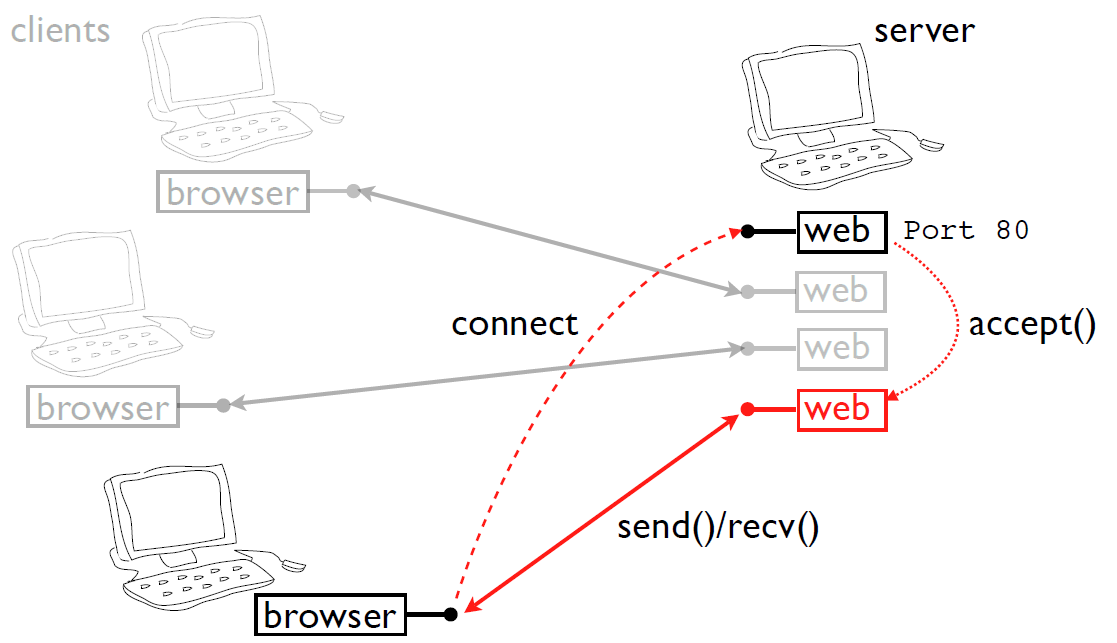 clients
server
browser
web
Port 80
web
connect
accept()
web
browser
web
send()/recv()
browser